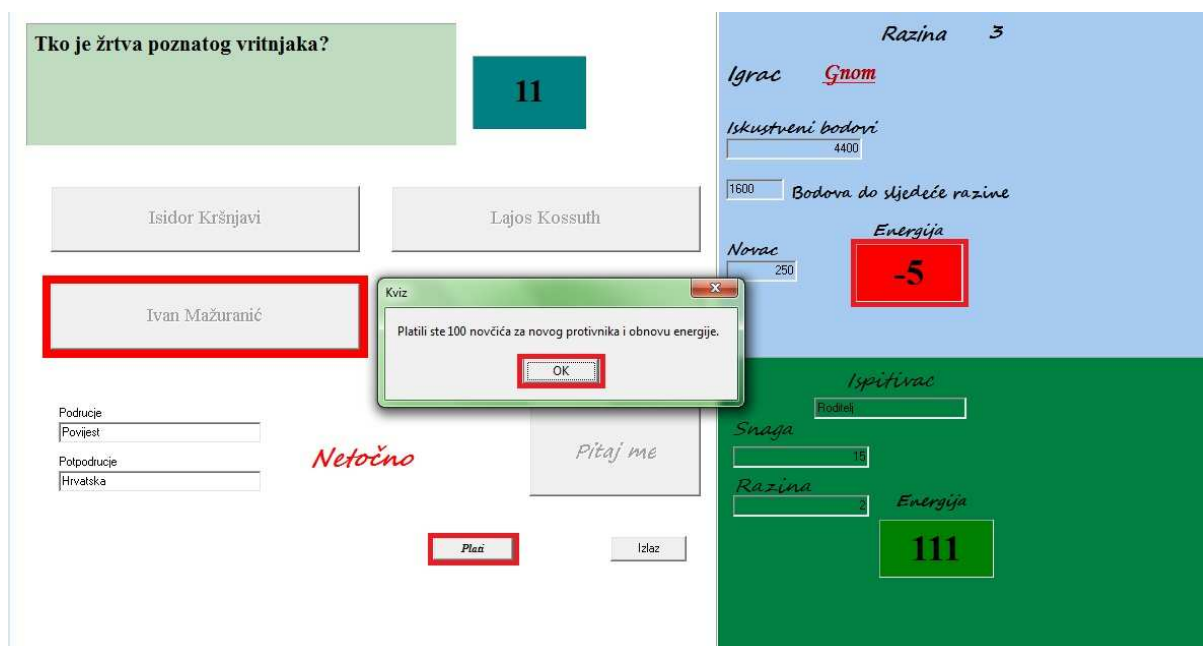 Tko je žrtva poznatog vritnjaka?
11
Isidor Kršnjavi
Lajos Kossuth
Ivan Mažuranić
Kviz
Platili ste 100 novčića za novog protivnika i obnovu energije.
OK
Podrucje
Povijest
Potpodrucje
Hrvatska
Netočno
Pitaj me
Plati
Izlaz
Razina 3
Igrac Gnom
Iskustveni bodovi
4400
1600 Bodova do sljedeće razine
Energija
Novac
250
-5
Ispitivac
Roditelj
Snaga
15
Razina
2
Energija
111